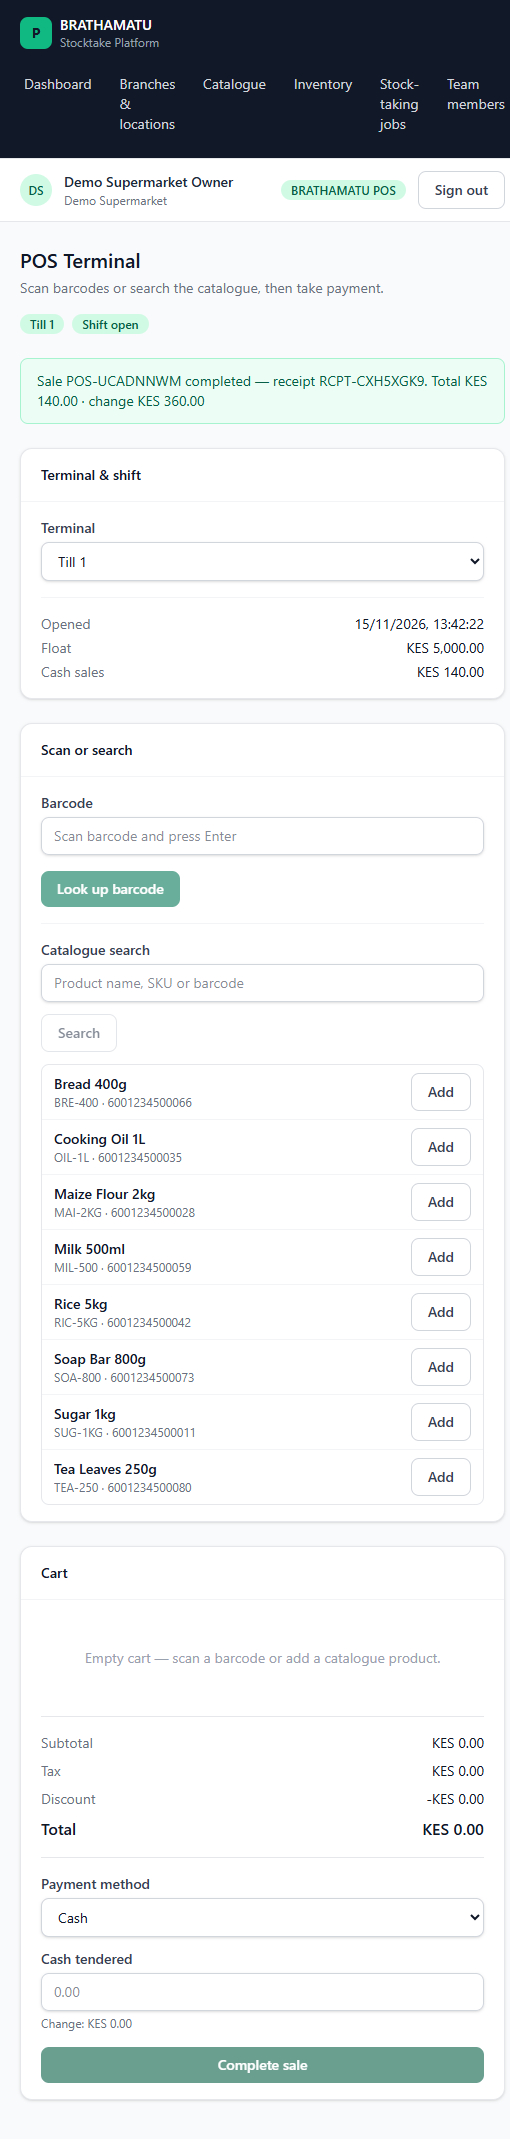 P
BRATHAMATU
Stocktake Platform
Dashboard
Branches
&
locations
Catalogue
Inventory
Stock-
taking
jobs
Team
members
DS
Demo Supermarket Owner
Demo Supermarket
BRATHAMATU POS
Sign out
POS Terminal
Scan barcodes or search the catalogue, then take payment.
Till 1
Shift open
Sale POS-UCADNNWM completed — receipt RCPT-CXH5XGK9. Total KES
140.00 · change KES 360.00
Terminal & shift
Terminal
Till 1
Opened 15/11/2026, 13:42:22
Float KES 5,000.00
Cash sales KES 140.00
Scan or search
Barcode
Scan barcode and press Enter
Look up barcode
Catalogue search
Product name, SKU or barcode
Search
Bread 400g
BRE-400 · 6001234500066
Add
Cooking Oil 1L
OIL-1L · 6001234500035
Add
Maize Flour 2kg
MAI-2KG · 6001234500028
Add
Milk 500ml
MIL-500 · 6001234500059
Add
Rice 5kg
RIC-5KG · 6001234500042
Add
Soap Bar 800g
SOA-800 · 6001234500073
Add
Sugar 1kg
SUG-1KG · 6001234500011
Add
Tea Leaves 250g
TEA-250 · 6001234500080
Add
Cart
Empty cart — scan a barcode or add a catalogue product.
Subtotal KES 0.00
Tax KES 0.00
Discount -KES 0.00
Total KES 0.00
Payment method
Cash
Cash tendered
0.00
Change: KES 0.00
Complete sale